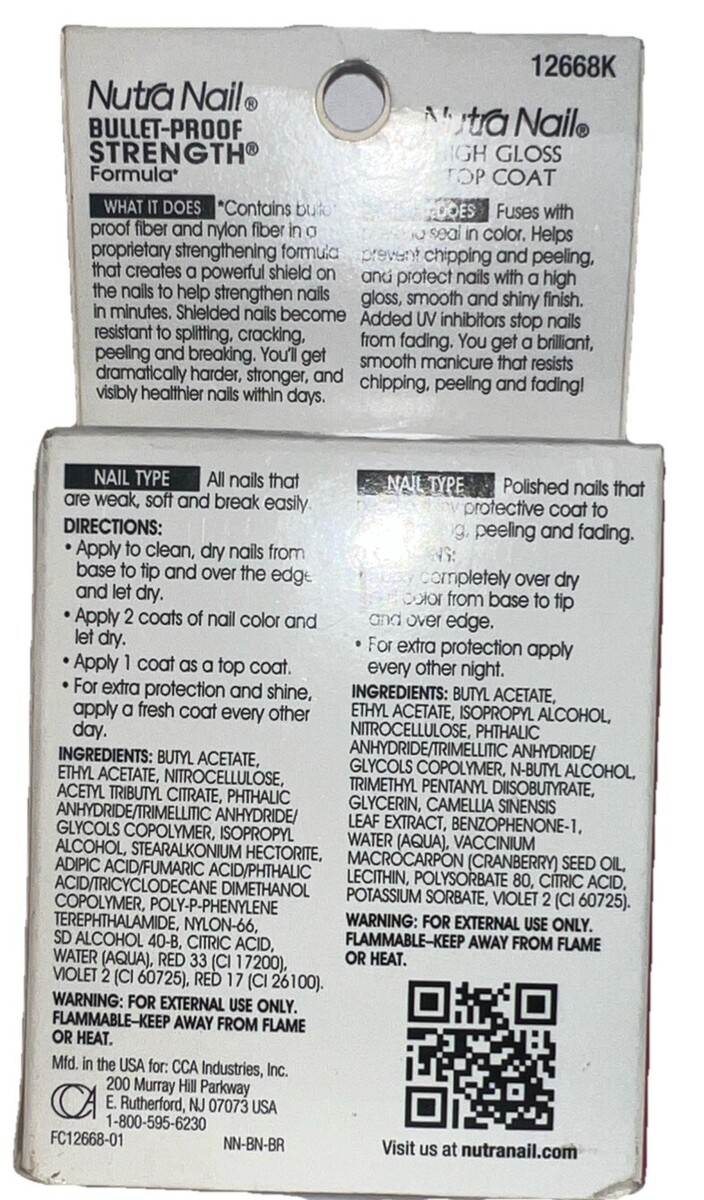 12668K
Nutra Nail®
BULLET-PROOF
STRENGTH®
Formula*
WHAT IT DOES *Contains
proof fiber and nylon fiber in a
proprietary strengthening formula
that creates a powerful shield on
the nails to help strengthen nails
in minutes. Shielded nails become
resistant to splitting, cracking,
peeling and breaking. You'll get
dramatically harder, stronger, and
visibly healthier nails within days.
Nutra Nail®
HIGH GLOSS
TOP COAT
DOES Fuses with
seal in color. Helps
prevent chipping and peeling,
and protect nails with a high
gloss, smooth and shiny finish.
Added UV inhibitors stop nails
from fading. You get a brilliant,
smooth manicure that resists
chipping, peeling and fading!
NAIL TYPE All nails that
are weak, soft and break easily.
DIRECTIONS:
• Apply to clean, dry nails from
base to tip and over the edge
and let dry.
• Apply 2 coats of nail color and
let dry.
• Apply 1 coat as a top coat.
• For extra protection and shine,
apply a fresh coat every other
day.
INGREDIENTS: BUTYL ACETATE,
ETHYL ACETATE, NITROCELLULOSE,
ACETYL TRIBUTYL CITRATE, PHTHALIC
ANHYDRIDE/TRIMELLITIC ANHYDRIDE/
GLYCOLS COPOLYMER, ISOPROPYL
ALCOHOL, STEARALKONIUM HECTORITE,
ADIPIC ACID/FUMARIC ACID/PHTHALIC
ACID/TRICYCLODECANE DIMETHANOL
COPOLYMER, POLY-P-PHENYLENE
TEREPHTHALAMIDE, NYLON-66,
SD ALCOHOL 40-B, CITRIC ACID,
WATER (AQUA), RED 33 (CI 17200),
VIOLET 2 (CI 60725), RED 17 (CI 26100).
WARNING: FOR EXTERNAL USE ONLY.
FLAMMABLE–KEEP AWAY FROM FLAME
OR HEAT.
Mfd. in the USA for: CCA Industries, Inc.
200 Murray Hill Parkway
E. Rutherford, NJ 07073 USA
1-800-595-6230
FC12668-01 NN-BN-BR
NAIL TYPE Polished nails that
protective coat to
peeling and fading.
completely over dry
color from base to tip
and over edge.
• For extra protection apply
every other night.
INGREDIENTS: BUTYL ACETATE,
ETHYL ACETATE, ISOPROPYL ALCOHOL,
NITROCELLULOSE, PHTHALIC
ANHYDRIDE/TRIMELLITIC ANHYDRIDE/
GLYCOLS COPOLYMER, N-BUTYL ALCOHOL,
TRIMETHYL PENTANYL DIISOBUTYRATE,
GLYCERIN, CAMELLIA SINENSIS
LEAF EXTRACT, BENZOPHENONE-1,
WATER (AQUA), VACCINIUM
MACROCARPON (CRANBERRY) SEED OIL,
LECITHIN, POLYSORBATE 80, CITRIC ACID,
POTASSIUM SORBATE, VIOLET 2 (CI 60725).
WARNING: FOR EXTERNAL USE ONLY.
FLAMMABLE–KEEP AWAY FROM FLAME
OR HEAT.
Visit us at nutranail.com